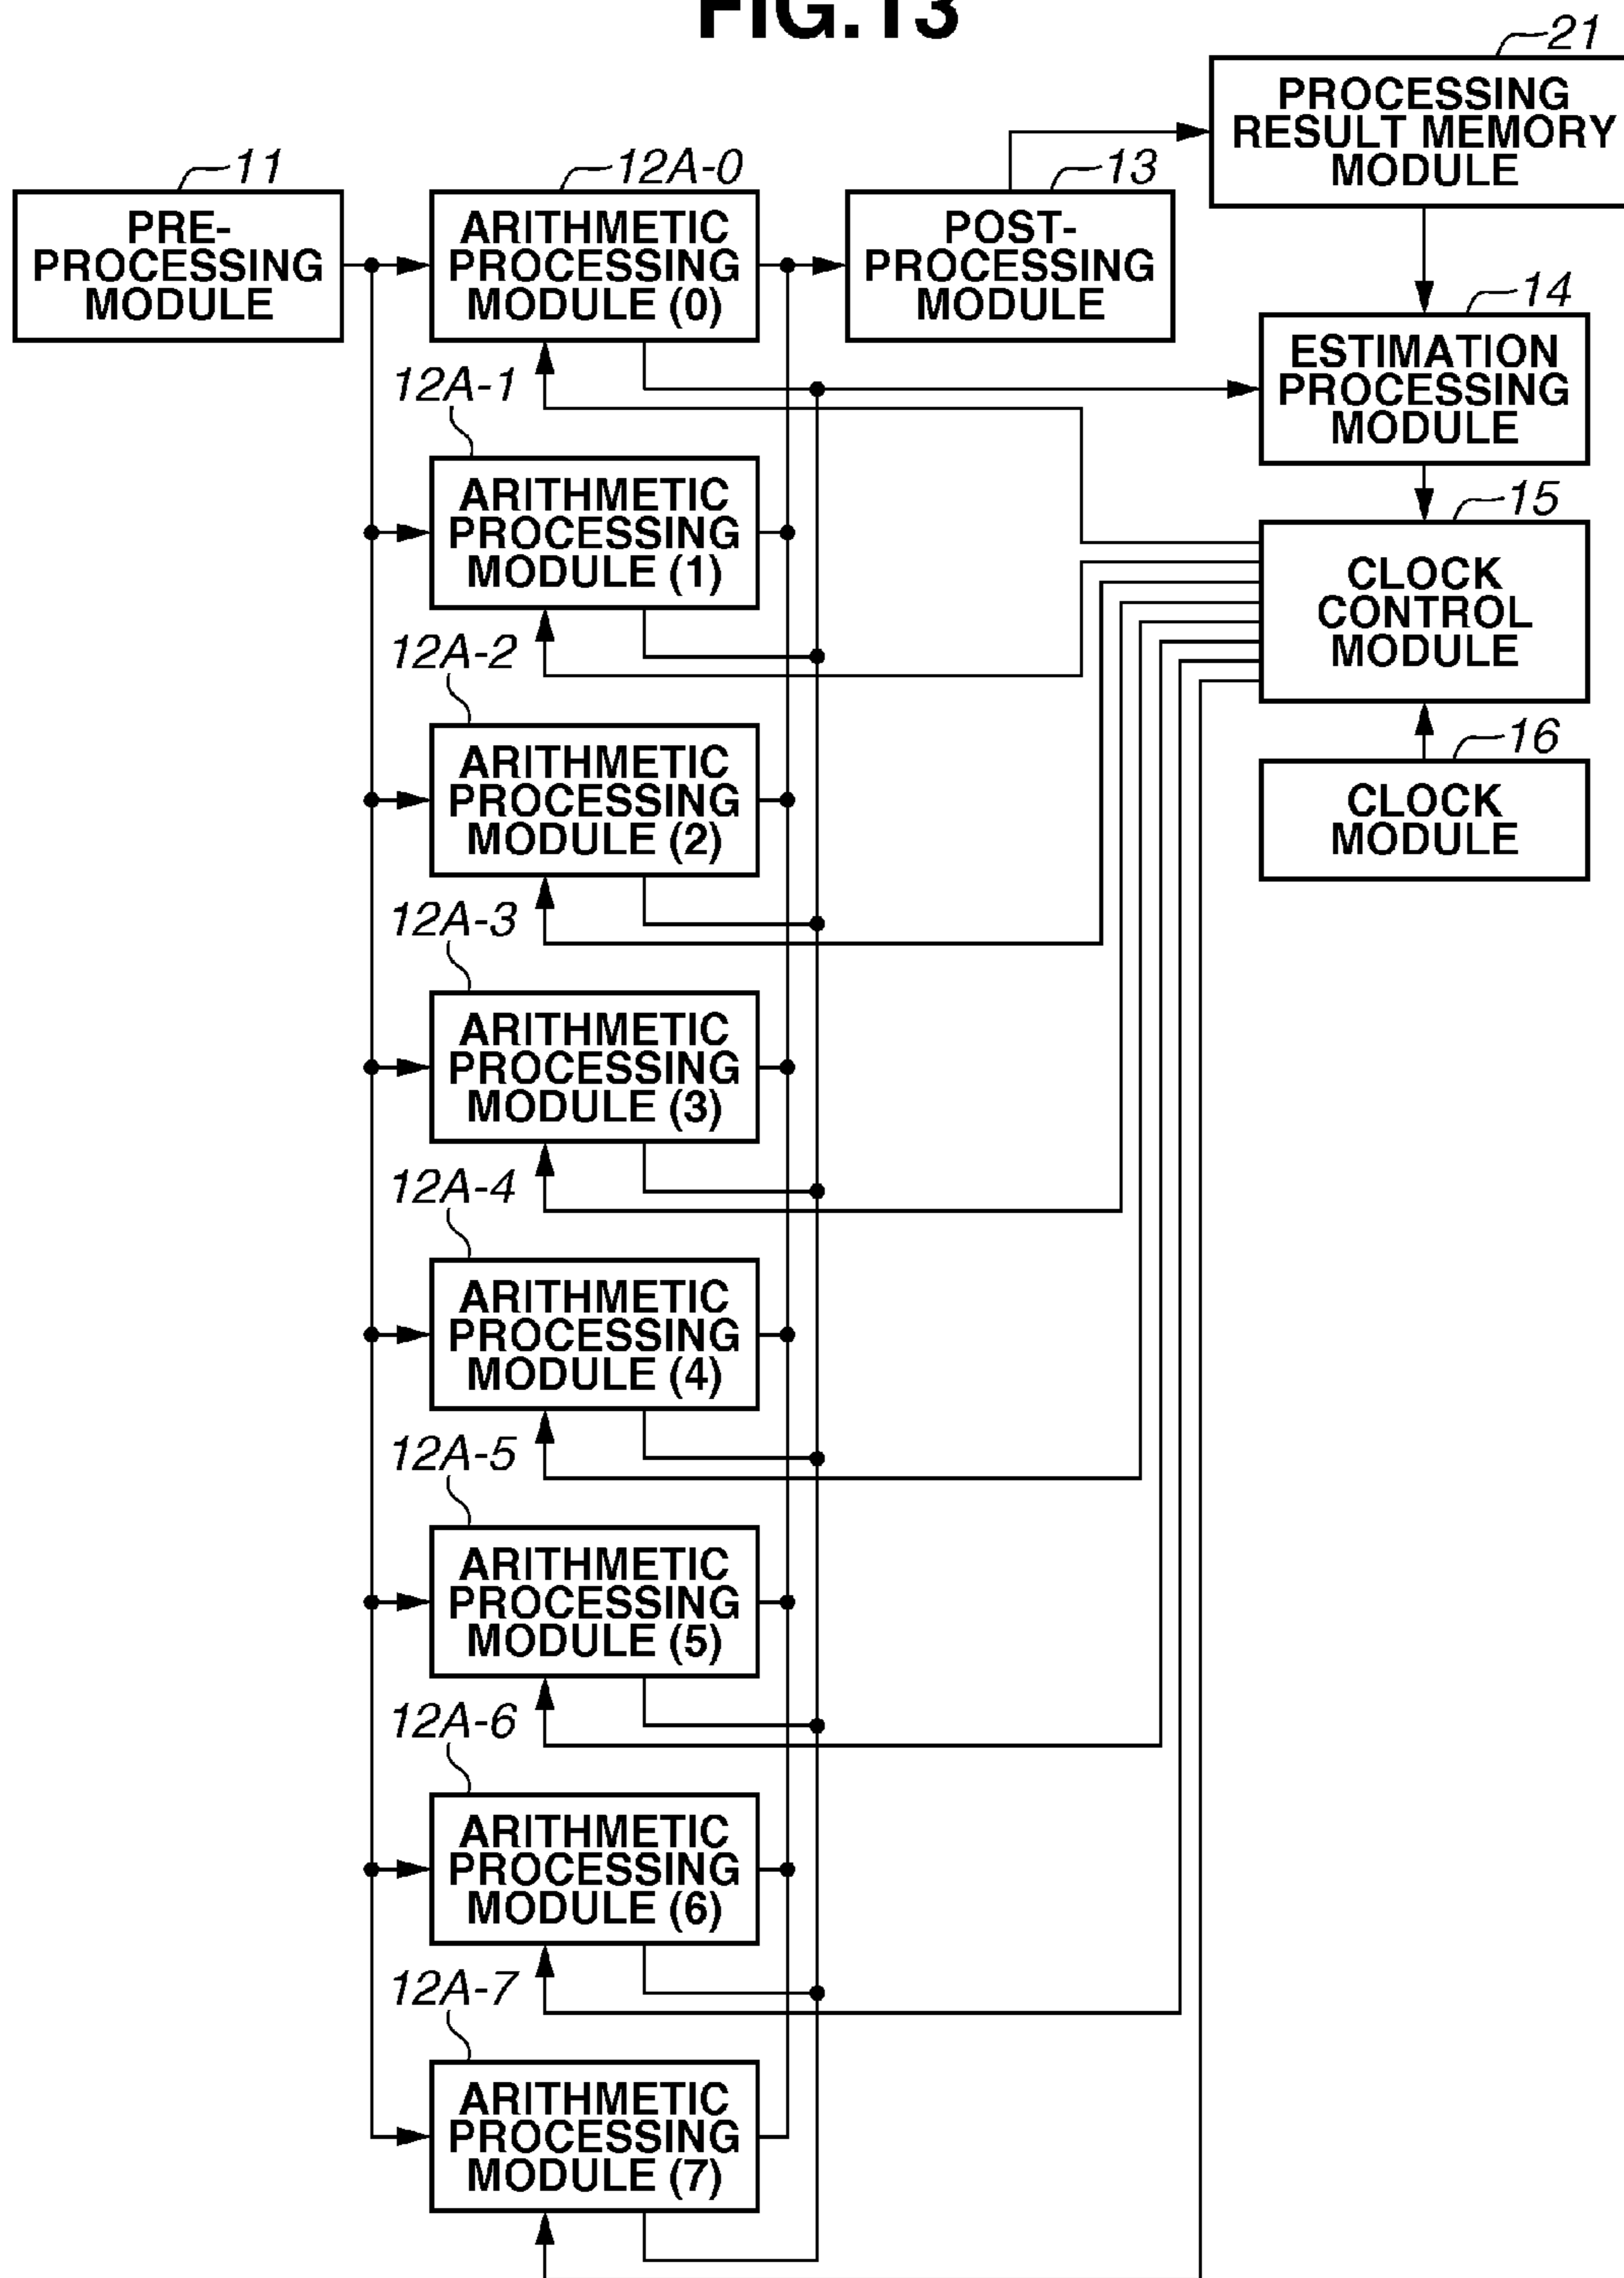 FIG.13
21
PROCESSING
RESULT MEMORY
MODULE
11
PRE-
PROCESSING
MODULE
12A-0
ARITHMETIC
PROCESSING
MODULE (0)
13
POST-
PROCESSING
MODULE
14
ESTIMATION
PROCESSING
MODULE
12A-1
ARITHMETIC
PROCESSING
MODULE (1)
15
CLOCK
CONTROL
MODULE
12A-2
ARITHMETIC
PROCESSING
MODULE (2)
16
CLOCK
MODULE
12A-3
ARITHMETIC
PROCESSING
MODULE (3)
12A-4
ARITHMETIC
PROCESSING
MODULE (4)
12A-5
ARITHMETIC
PROCESSING
MODULE (5)
12A-6
ARITHMETIC
PROCESSING
MODULE (6)
12A-7
ARITHMETIC
PROCESSING
MODULE (7)